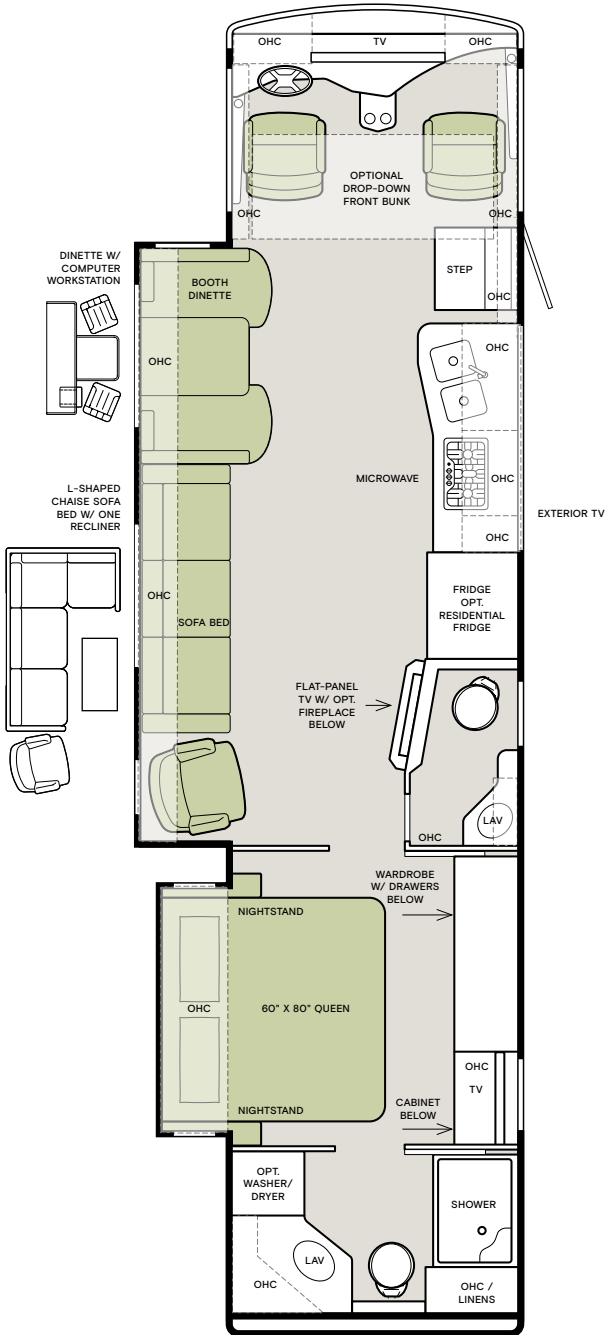 OHC
TV
OHC
OPTIONAL
DROP-DOWN
FRONT BUNK
OHC
OHC
DINETTE W/
COMPUTER
WORKSTATION
BOOTH
DINETTE
STEP
OHC
OHC
OHC
MICROWAVE
OHC
L-SHAPED
CHAISE SOFA
BED W/ ONE
RECLINER
EXTERIOR TV
OHC
OHC
SOFA BED
FRIDGE
OPT.
RESIDENTIAL
FRIDGE
FLAT-PANEL
TV W/ OPT.
FIREPLACE
BELOW
LAV
OHC
WARDROBE
W/ DRAWERS
BELOW
NIGHTSTAND
OHC
60" X 80" QUEEN
OHC
TV
NIGHTSTAND
CABINET
BELOW
OPT.
WASHER/
DRYER
SHOWER
LAV
OHC
OHC /
LINENS